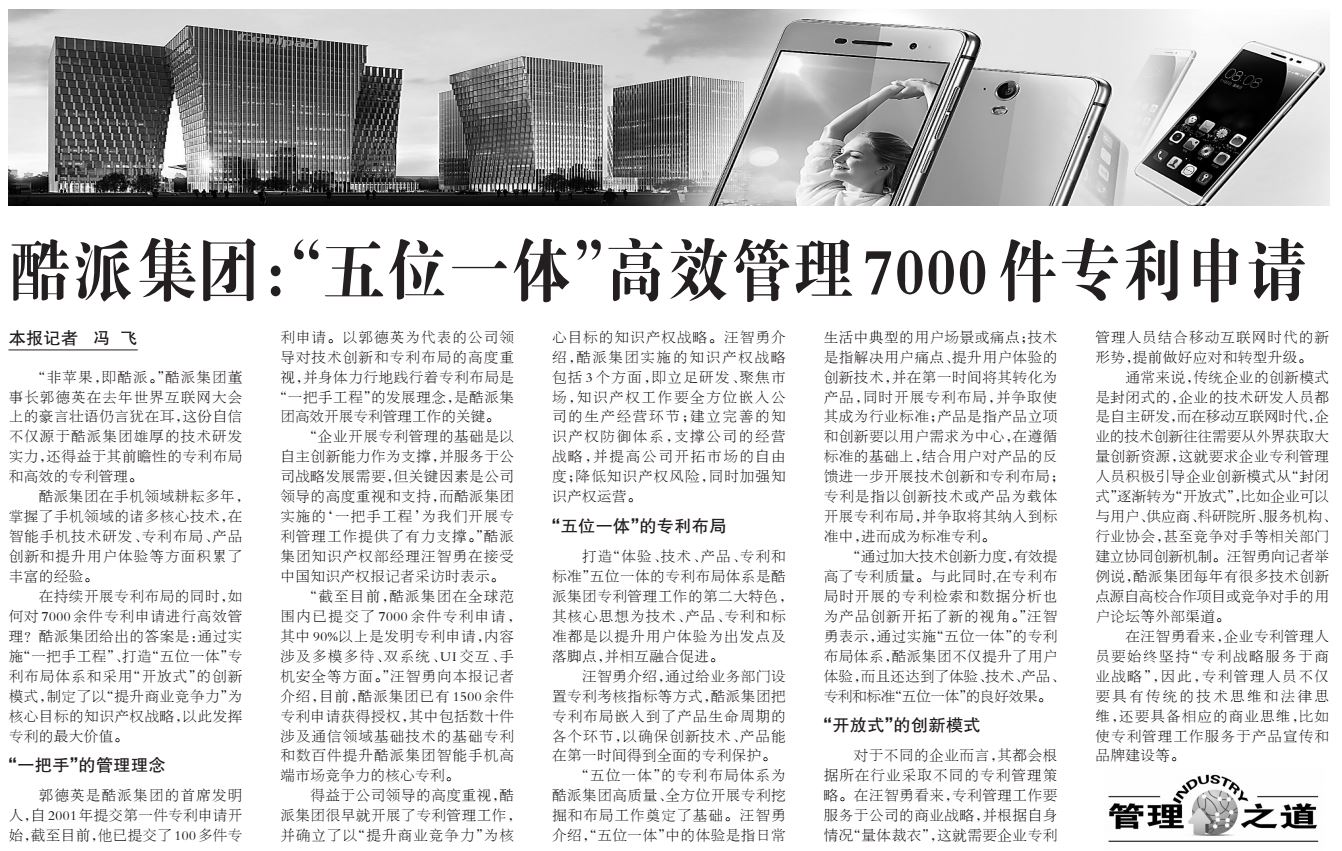 Coolpad
08:08
酷派集团：“五位一体”高效管理7000件专利申请
本报记者　冯　飞
“非苹果，即酷派。”酷派集团董
事长郭德英在去年世界互联网大会
上的豪言壮语仍言犹在耳，这份自信
不仅源于酷派集团雄厚的技术研发
实力，还得益于其前瞻性的专利布局
和高效的专利管理。
酷派集团在手机领域耕耘多年，
掌握了手机领域的诸多核心技术，在
智能手机技术研发、专利布局、产品
创新和提升用户体验等方面积累了
丰富的经验。
在持续开展专利布局的同时，如
何对7000余件专利申请进行高效管
理？酷派集团给出的答案是：通过实
施“一把手工程”、打造“五位一体”专
利布局体系和采用“开放式”的创新
模式，制定了以“提升商业竞争力”为
核心目标的知识产权战略，以此发挥
专利的最大价值。
“一把手”的管理理念
郭德英是酷派集团的首席发明
人，自2001年提交第一件专利申请开
始，截至目前，他已提交了100多件专
利申请。以郭德英为代表的公司领
导对技术创新和专利布局的高度重
视，并身体力行地践行着专利布局是
“一把手工程”的发展理念，是酷派集
团高效开展专利管理工作的关键。
“企业开展专利管理的基础是以
自主创新能力作为支撑，并服务于公
司战略发展需要，但关键因素是公司
领导的高度重视和支持，而酷派集团
实施的‘一把手工程’为我们开展专
利管理工作提供了有力支撑。”酷派
集团知识产权部经理汪智勇在接受
中国知识产权报记者采访时表示。
“截至目前，酷派集团在全球范
围内已提交了7000余件专利申请，
其中90%以上是发明专利申请，内容
涉及多模多待、双系统、UI交互、手
机安全等方面。”汪智勇向本报记者
介绍，目前，酷派集团已有1500余件
专利申请获得授权，其中包括数十件
涉及通信领域基础技术的基础专利
和数百件提升酷派集团智能手机高
端市场竞争力的核心专利。
得益于公司领导的高度重视，酷
派集团很早就开展了专利管理工作，
并确立了以“提升商业竞争力”为核
心目标的知识产权战略。汪智勇介
绍，酷派集团实施的知识产权战略
包括3个方面，即立足研发、聚焦市
场，知识产权工作要全方位嵌入公
司的生产经营环节；建立完善的知
识产权防御体系，支撑公司的经营
战略，并提高公司开拓市场的自由
度；降低知识产权风险，同时加强知
识产权运营。
“五位一体”的专利布局
打造“体验、技术、产品、专利和
标准”五位一体的专利布局体系是酷
派集团专利管理工作的第二大特色，
其核心思想为技术、产品、专利和标
准都是以提升用户体验为出发点及
落脚点，并相互融合促进。
汪智勇介绍，通过给业务部门设
置专利考核指标等方式，酷派集团把
专利布局嵌入到了产品生命周期的
各个环节，以确保创新技术、产品能
在第一时间得到全面的专利保护。
“五位一体”的专利布局体系为
酷派集团高质量、全方位开展专利挖
掘和布局工作奠定了基础。汪智勇
介绍，“五位一体”中的体验是指日常
生活中典型的用户场景或痛点；技术
是指解决用户痛点、提升用户体验的
创新技术，并在第一时间将其转化为
产品，同时开展专利布局，并争取使
其成为行业标准；产品是指产品立项
和创新要以用户需求为中心，在遵循
标准的基础上，结合用户对产品的反
馈进一步开展技术创新和专利布局；
专利是指以创新技术或产品为载体
开展专利布局，并争取将其纳入到标
准中，进而成为标准专利。
“通过加大技术创新力度，有效提
高了专利质量。与此同时，在专利布
局时开展的专利检索和数据分析也
为产品创新开拓了新的视角。”汪智
勇表示，通过实施“五位一体”的专利
布局体系，酷派集团不仅提升了用户
体验，而且还达到了体验、技术、产品、
专利和标准“五位一体”的良好效果。
“开放式”的创新模式
对于不同的企业而言，其都会根
据所在行业采取不同的专利管理策
略。在汪智勇看来，专利管理工作要
服务于公司的商业战略，并根据自身
情况“量体裁衣”，这就需要企业专利
管理人员结合移动互联网时代的新
形势，提前做好应对和转型升级。
通常来说，传统企业的创新模式
是封闭式的，企业的技术研发人员都
是自主研发，而在移动互联网时代，企
业的技术创新往往需要从外界获取大
量创新资源，这就要求企业专利管理
人员积极引导企业创新模式从“封闭
式”逐渐转为“开放式”，比如企业可以
与用户、供应商、科研院所、服务机构、
行业协会，甚至竞争对手等相关部门
建立协同创新机制。汪智勇向记者举
例说，酷派集团每年有很多技术创新
点源自高校合作项目或竞争对手的用
户论坛等外部渠道。
在汪智勇看来，企业专利管理人
员要始终坚持“专利战略服务于商
业战略”，因此，专利管理人员不仅
要具有传统的技术思维和法律思
维，还要具备相应的商业思维，比如
使专利管理工作服务于产品宣传和
品牌建设等。
INDUSTRY
管理之道